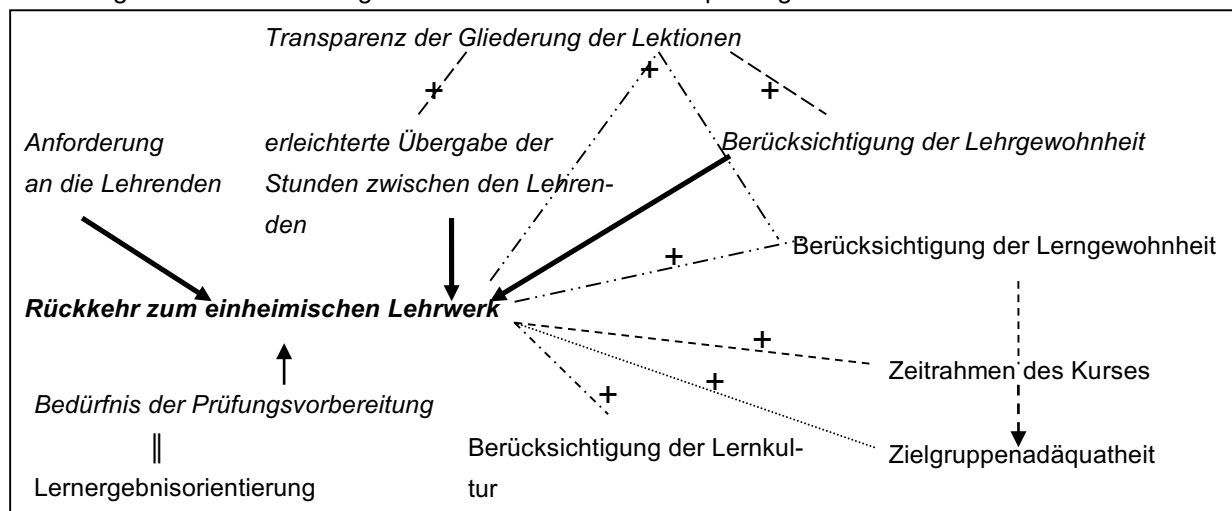 Transparenz der Gliederung der Lektionen
+
+
+
Anforderung
an die Lehrenden
erleichterte Übergabe der
Stunden zwischen den Lehren-
den
Berücksichtigung der Lehrgewohnheit
Berücksichtigung der Lerngewohnheit
+
Rückkehr zum einheimischen Lehrwerk
+
Zeitrahmen des Kurses
+
+
Bedürfnis der Prüfungsvorbereitung
||
Lernergebnisorientierung
Berücksichtigung der Lernkul-
tur
Zielgruppenadäquatheit